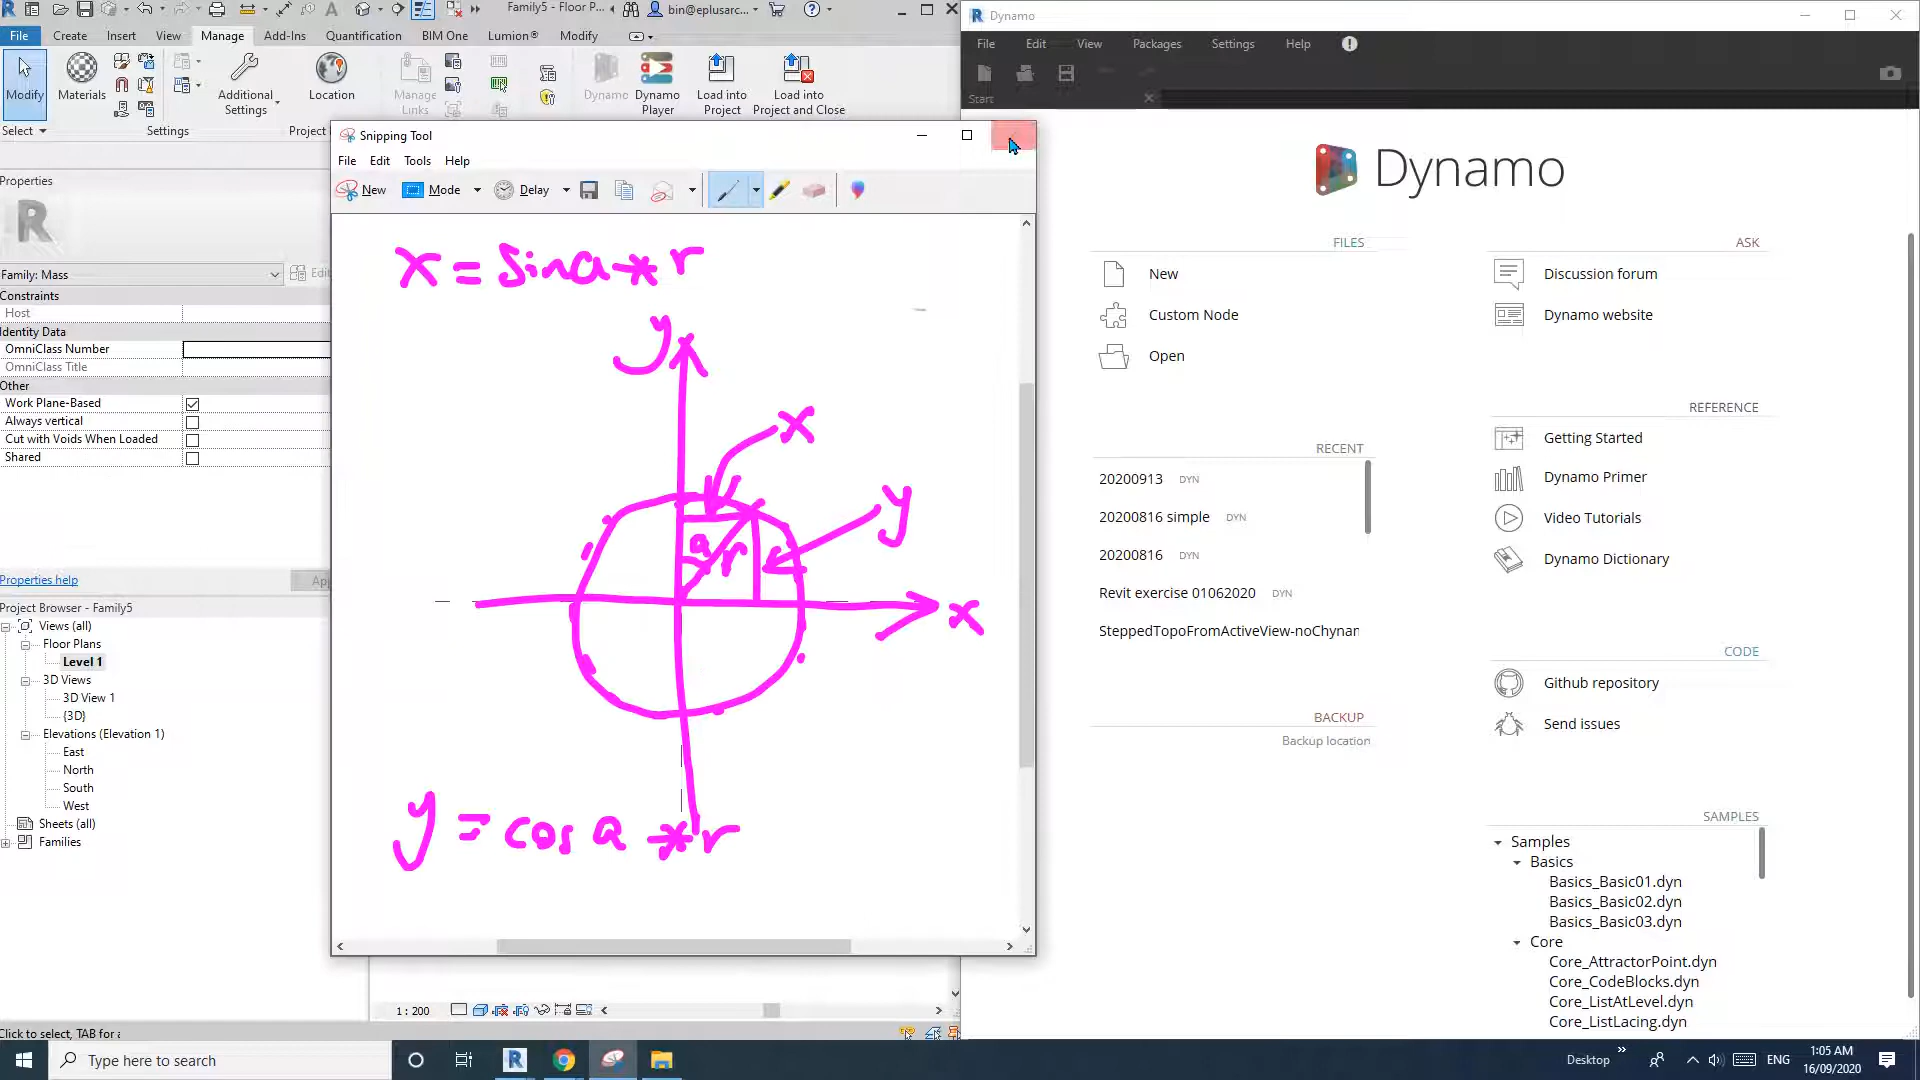 Family5 - Floor P...
bin@eplusarc...
File Create Insert View Manage Add-Ins Quantification BIM One Lumion® Modify
Modify
Materials
Additional Settings
Location
Manage Links
Dynamo
Dynamo Player
Load into Project
Load into Project and Close
Select
Settings
Project
Properties
Family: Mass
Edi
Constraints
Host
Identity Data
OmniClass Number
OmniClass Title
Other
Work Plane-Based
Always vertical
Cut with Voids When Loaded
Shared
Properties help
App
Project Browser - Family5
Views (all)
Floor Plans
Level 1
3D Views
3D View 1
{3D}
Elevations (Elevation 1)
East
North
South
West
Sheets (all)
Families
Click to select, TAB for a
1 : 200
Snipping Tool
File Edit Tools Help
New Mode Delay
x = sina * r
y
x
y
a
r
x
y = cos a * r
Dynamo
File Edit View Packages Settings Help
Start
Dynamo
FILES
New
Custom Node
Open
RECENT
20200913 DYN
20200816 simple DYN
20200816 DYN
Revit exercise 01062020 DYN
SteppedTopoFromActiveView-noChynan
BACKUP
Backup location
ASK
Discussion forum
Dynamo website
REFERENCE
Getting Started
Dynamo Primer
Video Tutorials
Dynamo Dictionary
CODE
Github repository
Send issues
SAMPLES
Samples
Basics
Basics_Basic01.dyn
Basics_Basic02.dyn
Basics_Basic03.dyn
Core
Core_AttractorPoint.dyn
Core_CodeBlocks.dyn
Core_ListAtLevel.dyn
Core_ListLacing.dyn
Type here to search
Desktop
ENG
1:05 AM
16/09/2020